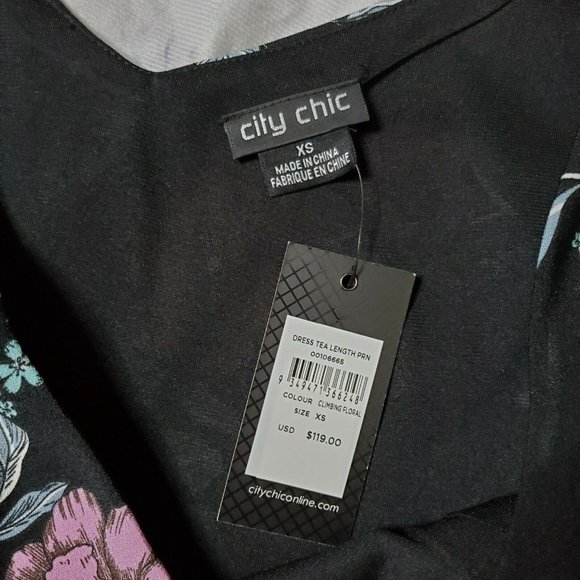 city chic
XS
MADE IN CHINA
FABRIQUE EN CHINE
DRESS TEA LENGTH PRN
00106665
9 349471 366248
COLOUR CLIMBING FLORAL
SIZE XS
USD $119.00
citychiconline.com